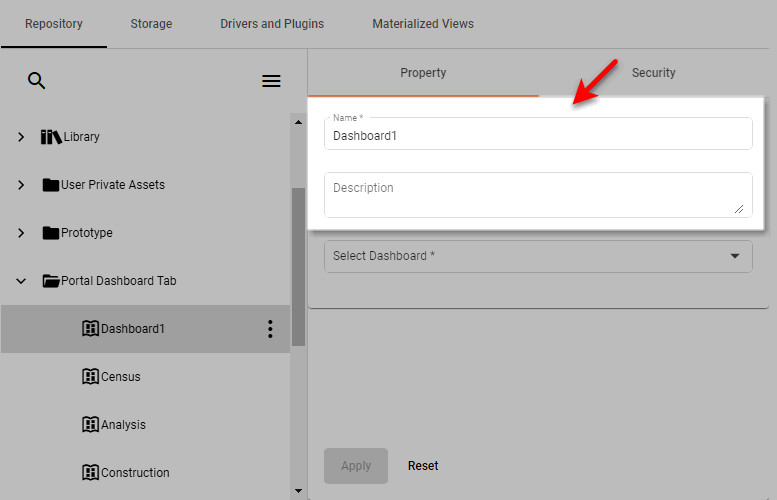 Repository Storage Drivers and Plugins Materialized Views
Property Security
Library
User Private Assets
Prototype
Portal Dashboard Tab
Dashboard1
Census
Analysis
Construction
Name *
Dashboard1
Description
Select Dashboard *
Apply Reset